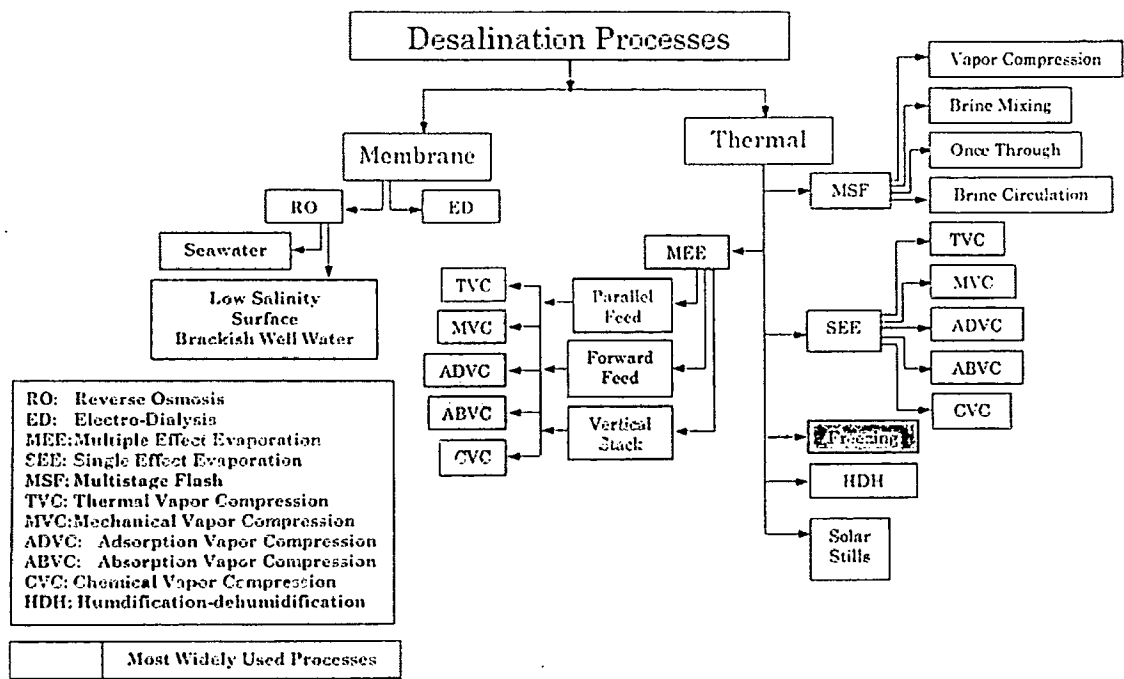 Desalination Processes
Membrane
Thermal
RO
ED
Seawater
Low Salinity
Surface
Brackish Well Water
MEE
Parallel
Feed
Forward
Feed
Vertical
Stack
TVC
MVC
ADVC
ABVC
CVC
MSF
Vapor Compression
Brine Mixing
Once Through
Brine Circulation
SEE
TVC
MVC
ADVC
ABVC
CVC
Freezing
HDH
Solar
Stills
RO: Reverse Osmosis
ED: Electro-Dialysis
MEE:Multiple Effect Evaporation
SEE: Single Effect Evaporation
MSF: Multistage Flash
TVC: Thermal Vapor Compression
MVC:Mechanical Vapor Compression
ADVC: Adsorption Vapor Compression
ABVC: Absorption Vapor Compression
CVC: Chemical Vapor Compression
HDH: Humdification-dehumidification
Most Widely Used Processes